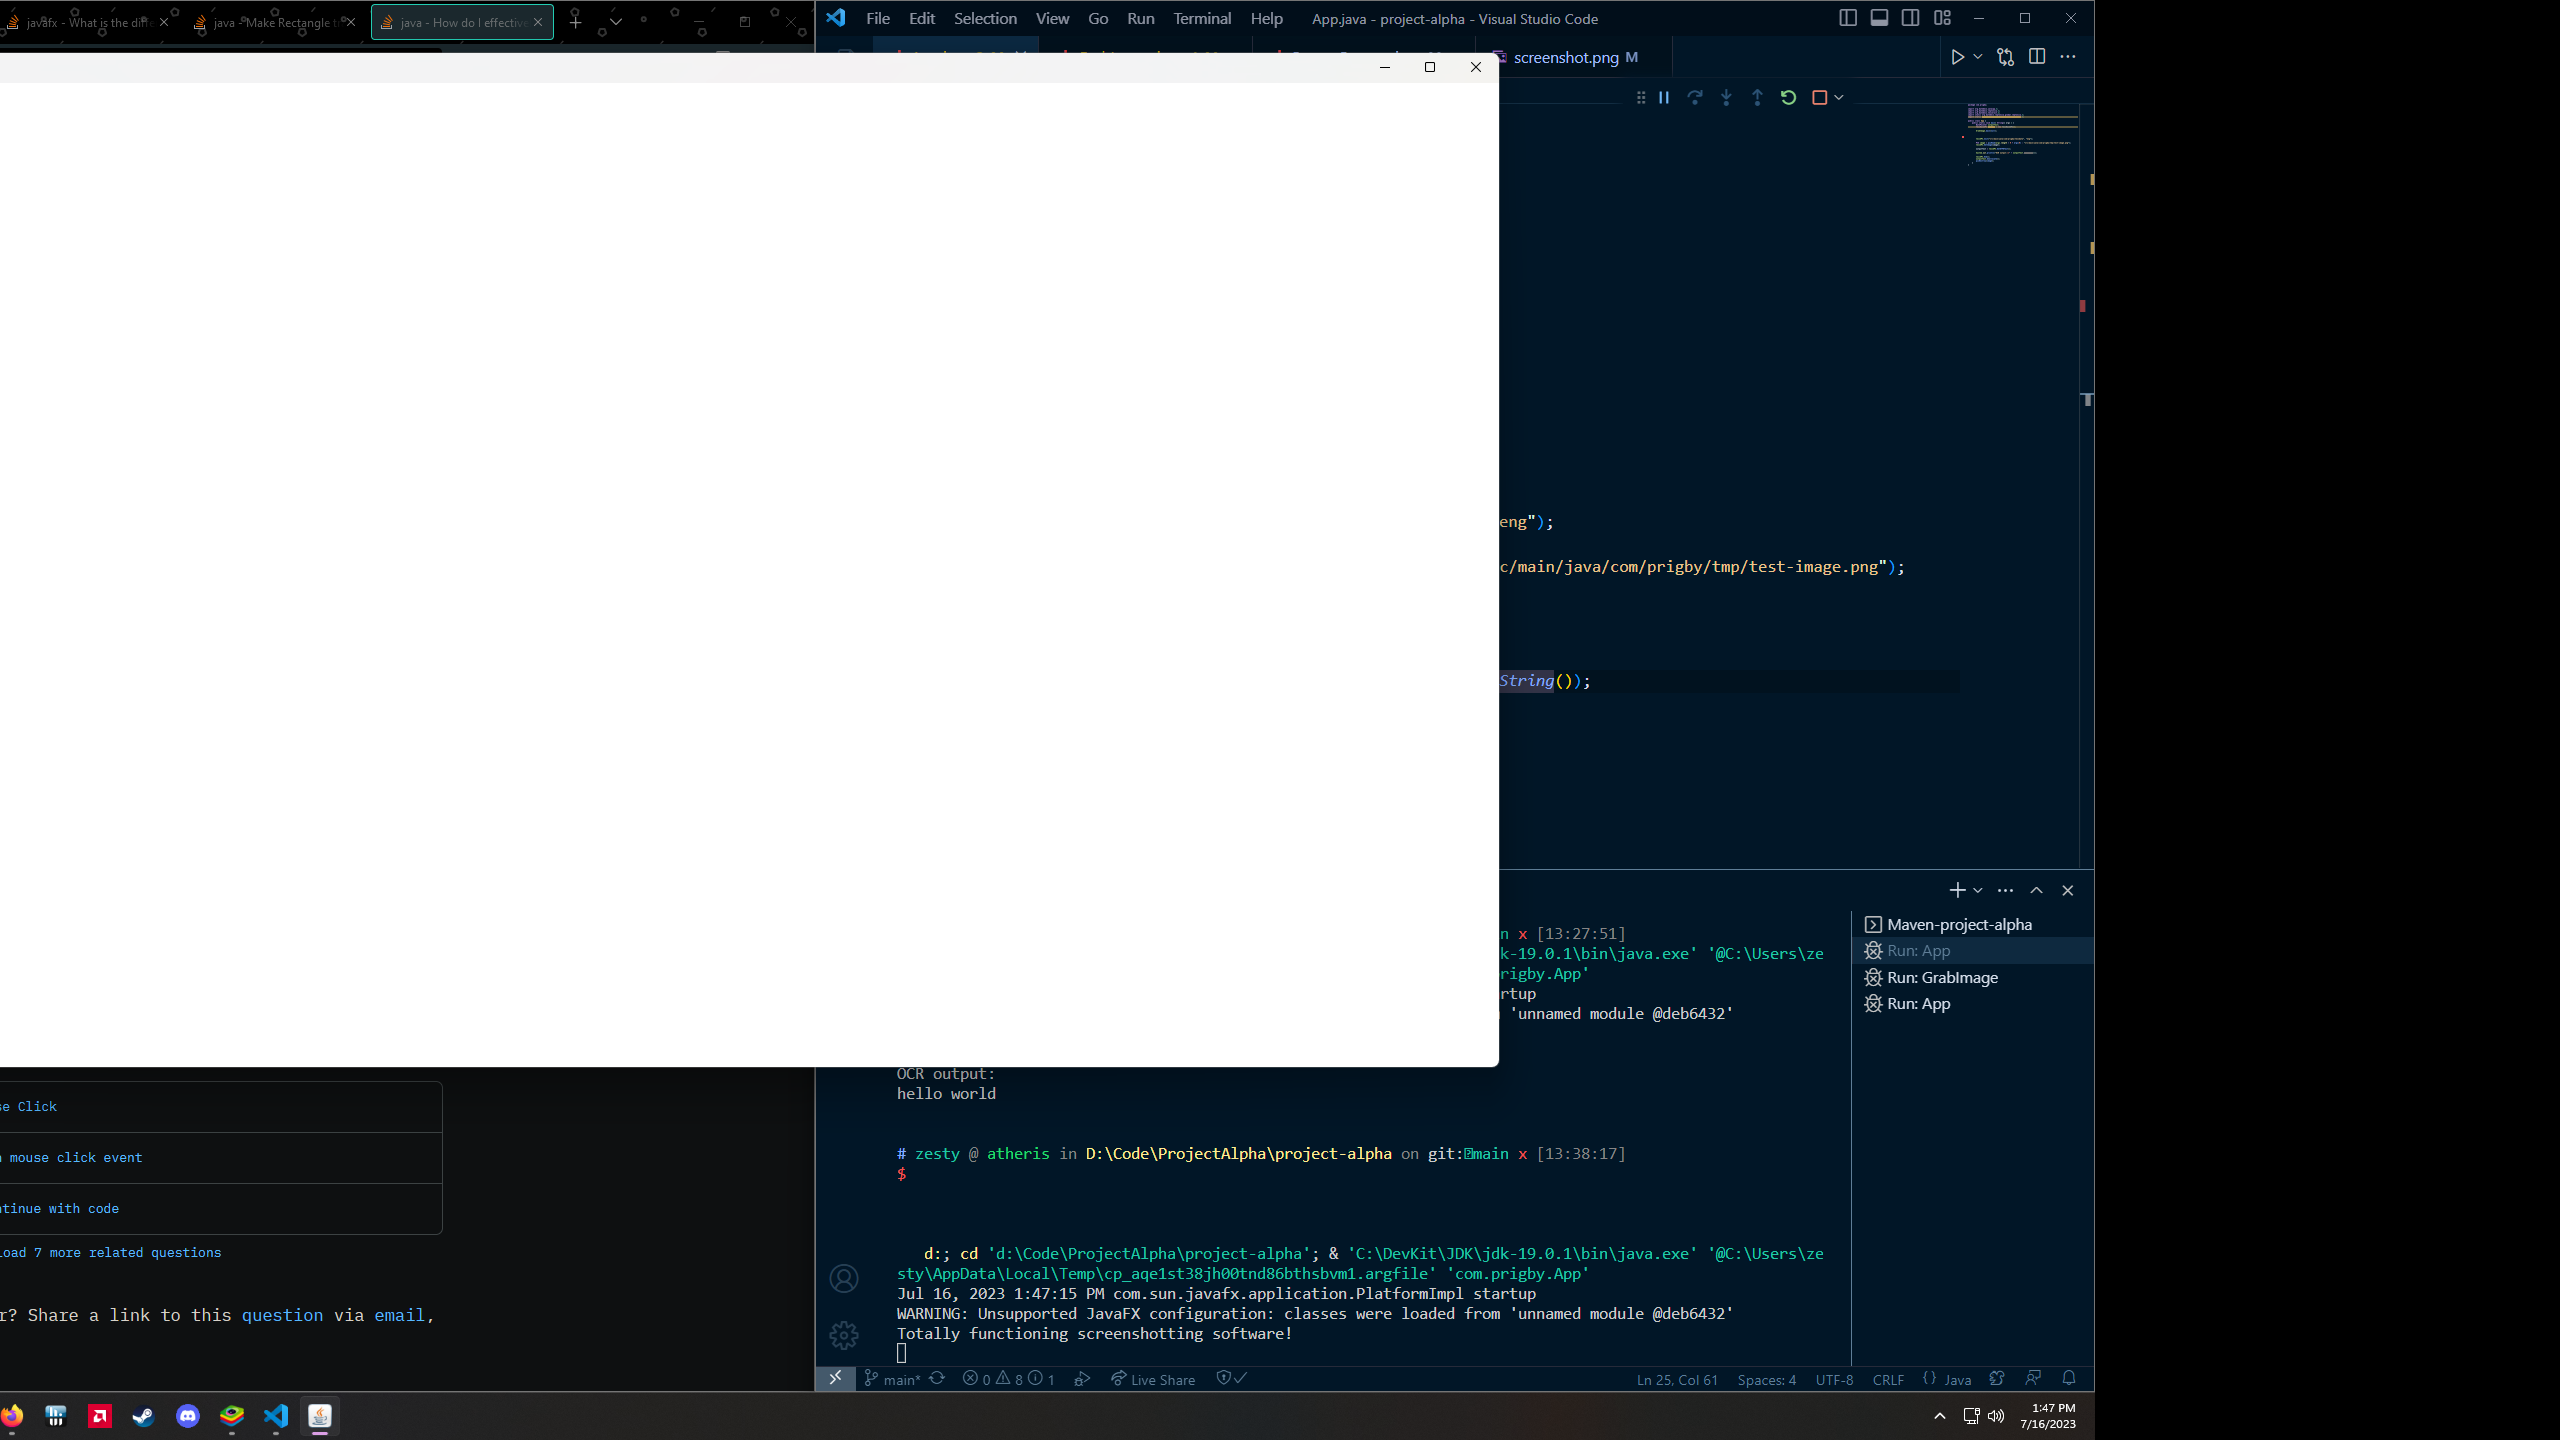 javafx - What is the diff
java - Make Rectangle t
java - How do I effective
File Edit Selection View Go Run Terminal Help
App.java - project-alpha - Visual Studio Code
screenshot.png M
eng");
c/main/java/com/prigby/tmp/test-image.png");
String());
Maven-project-alpha
Run: App
Run: GrabImage
Run: App
n x [13:27:51]
k-19.0.1\bin\java.exe' '@C:\Users\ze
rigby.App'
rtup
'unnamed module @deb6432'
OCR output:
hello world
# zesty @ atheris in D:\Code\ProjectAlpha\project-alpha on git:main x [13:38:17]
$
d:; cd 'd:\Code\ProjectAlpha\project-alpha'; & 'C:\DevKit\JDK\jdk-19.0.1\bin\java.exe' '@C:\Users\ze
sty\AppData\Local\Temp\cp_aqe1st38jh00tnd86bthsbvm1.argfile' 'com.prigby.App'
Jul 16, 2023 1:47:15 PM com.sun.javafx.application.PlatformImpl startup
WARNING: Unsupported JavaFX configuration: classes were loaded from 'unnamed module @deb6432'
Totally functioning screenshotting software!
se Click
mouse click event
ntinue with code
oad 7 more related questions
r? Share a link to this question via email,
main* 0 8 1 Live Share
Ln 25, Col 61 Spaces: 4 UTF-8 CRLF {} Java
1:47 PM
7/16/2023